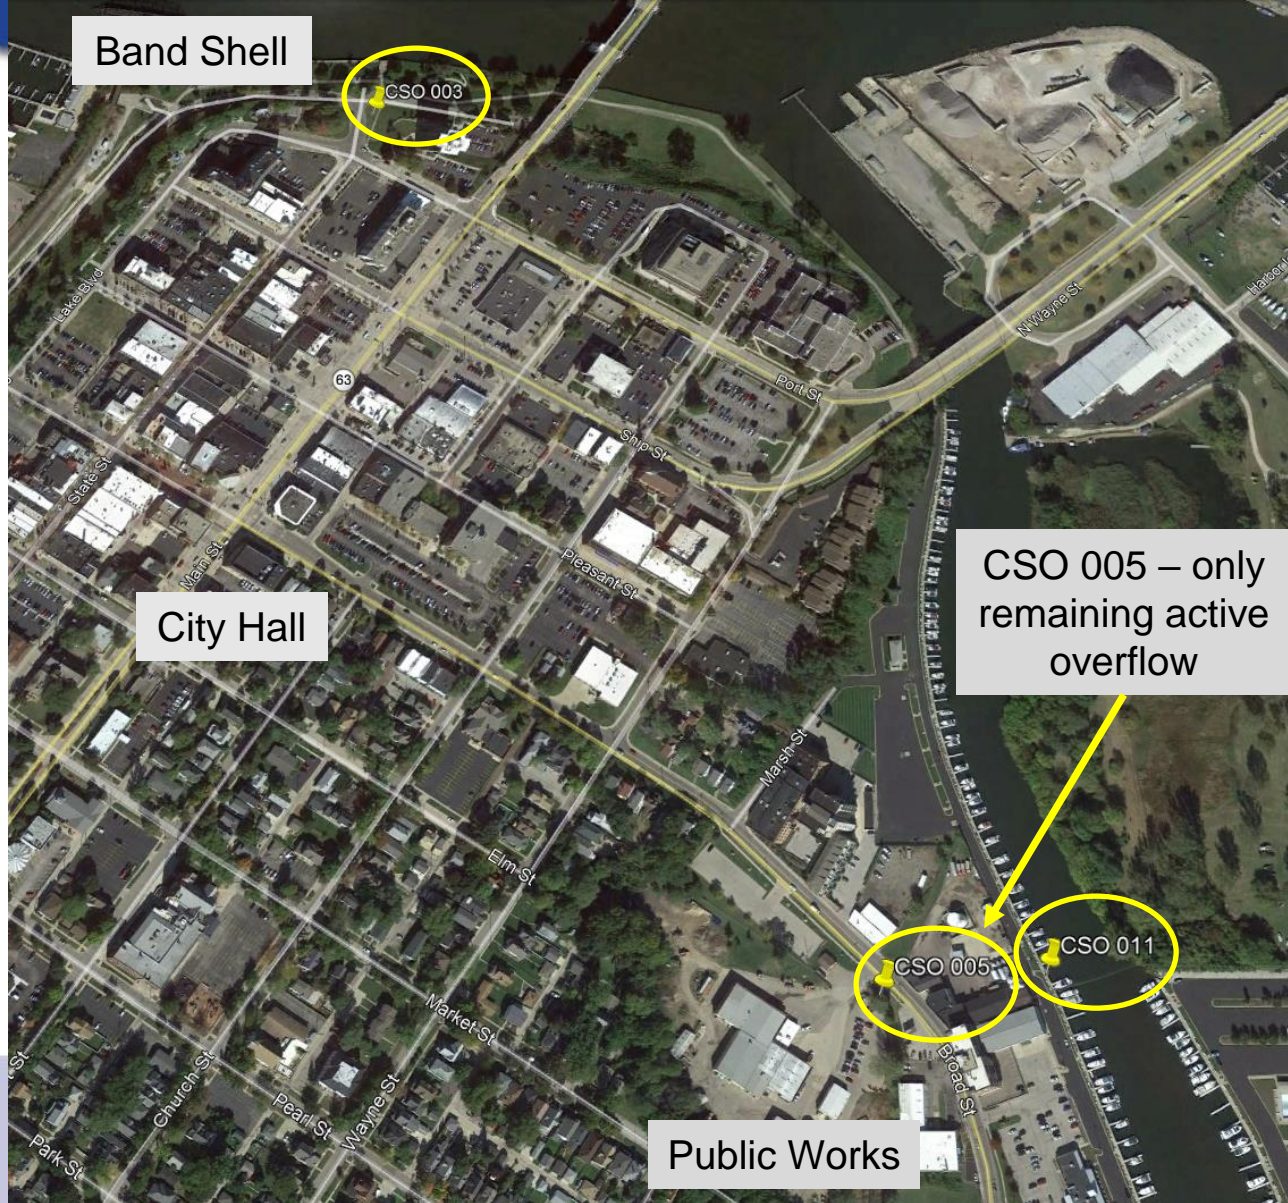 Band Shell
CSO 003
Lake Blvd
N Wayne St
63
Port St
Ship St
State St
Main St
Pleasant St
CSO 005 – only
remaining active
overflow
City Hall
Marsh St
Elm St
CSO 011
CSO 005
Market St
Broad St
St
Church St
Pearl St
Wayne St
Park St
Public Works